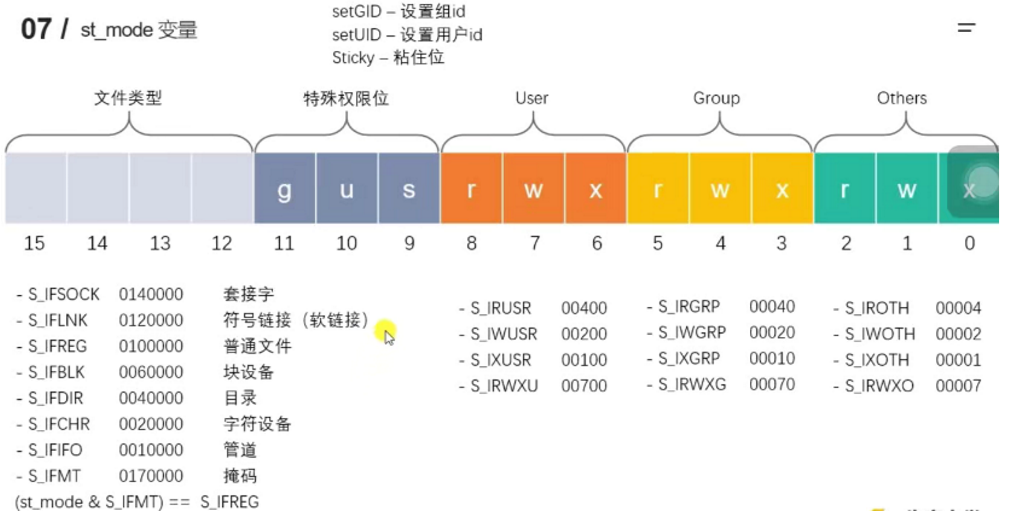 07 / st_mode 变量
setGID – 设置组id
setUID – 设置用户id
Sticky – 粘住位
文件类型 特殊权限位 User Group Others
g u s r w x r w x r w x
15 14 13 12 11 10 9 8 7 6 5 4 3 2 1 0
- S_IFSOCK 0140000 套接字
- S_IFLNK 0120000 符号链接（软链接）
- S_IFREG 0100000 普通文件
- S_IFBLK 0060000 块设备
- S_IFDIR 0040000 目录
- S_IFCHR 0020000 字符设备
- S_IFIFO 0010000 管道
- S_IFMT 0170000 掩码
(st_mode & S_IFMT) == S_IFREG
- S_IRUSR 00400
- S_IWUSR 00200
- S_IXUSR 00100
- S_IRWXU 00700
- S_IRGRP 00040
- S_IWGRP 00020
- S_IXGRP 00010
- S_IRWXG 00070
- S_IROTH 00004
- S_IWOTH 00002
- S_IXOTH 00001
- S_IRWXO 00007